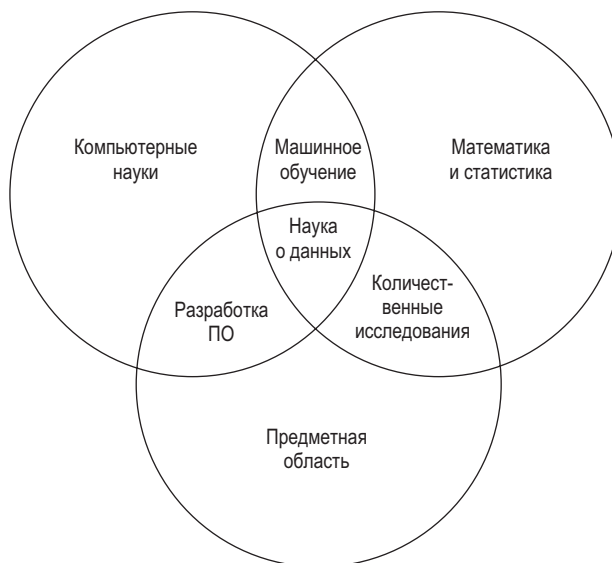 Компьютерные
науки
Машинное
обучение
Математика
и статистика
Наука
о данных
Разработка
ПО
Количест-
венные
исследования
Предметная
область